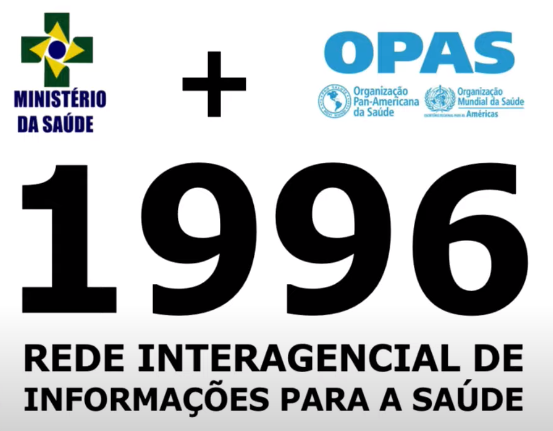 MINISTÉRIO
DA SAÚDE
+
OPAS
Organização
Pan-Americana
da Saúde
Organização
Mundial da Saúde
Américas
1996
REDE INTERAGENCIAL DE
INFORMAÇÕES PARA A SAÚDE